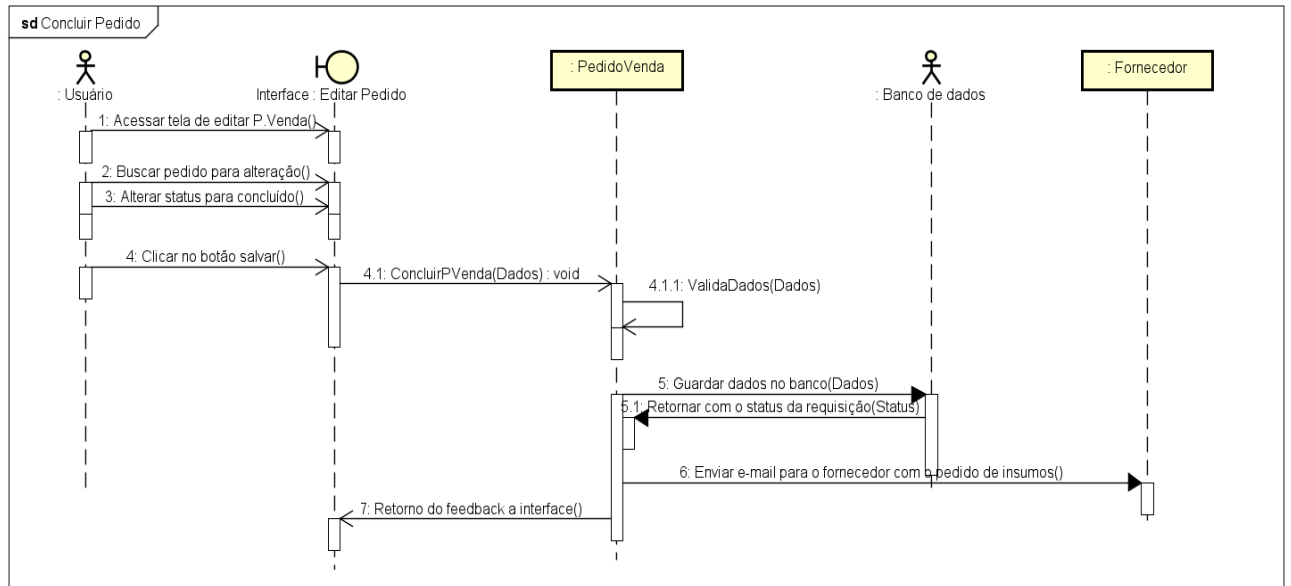 sd Concluir Pedido
: Usuário
Interface : Editar Pedido
: PedidoVenda
: Banco de dados
: Fornecedor
1: Acessar tela de editar P.Venda()
2: Buscar pedido para alteração()
3: Alterar status para concluído()
4: Clicar no botão salvar()
4.1: ConcluirPVenda(Dados) : void
4.1.1: ValidaDados(Dados)
5: Guardar dados no banco(Dados)
5.1: Retornar com o status da requisição(Status)
6: Enviar e-mail para o fornecedor com o pedido de insumos()
7: Retorno do feedback a interface()